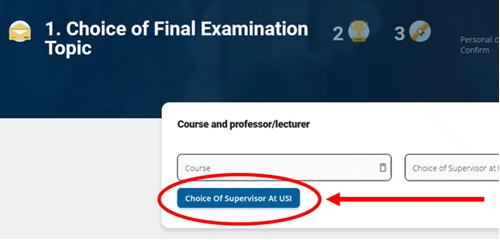 1. Choice of Final Examination
Topic
2
3
Personal
Confirm
Course and professor/lecturer
Course
Choice of Supervisor at
Choice Of Supervisor At USI